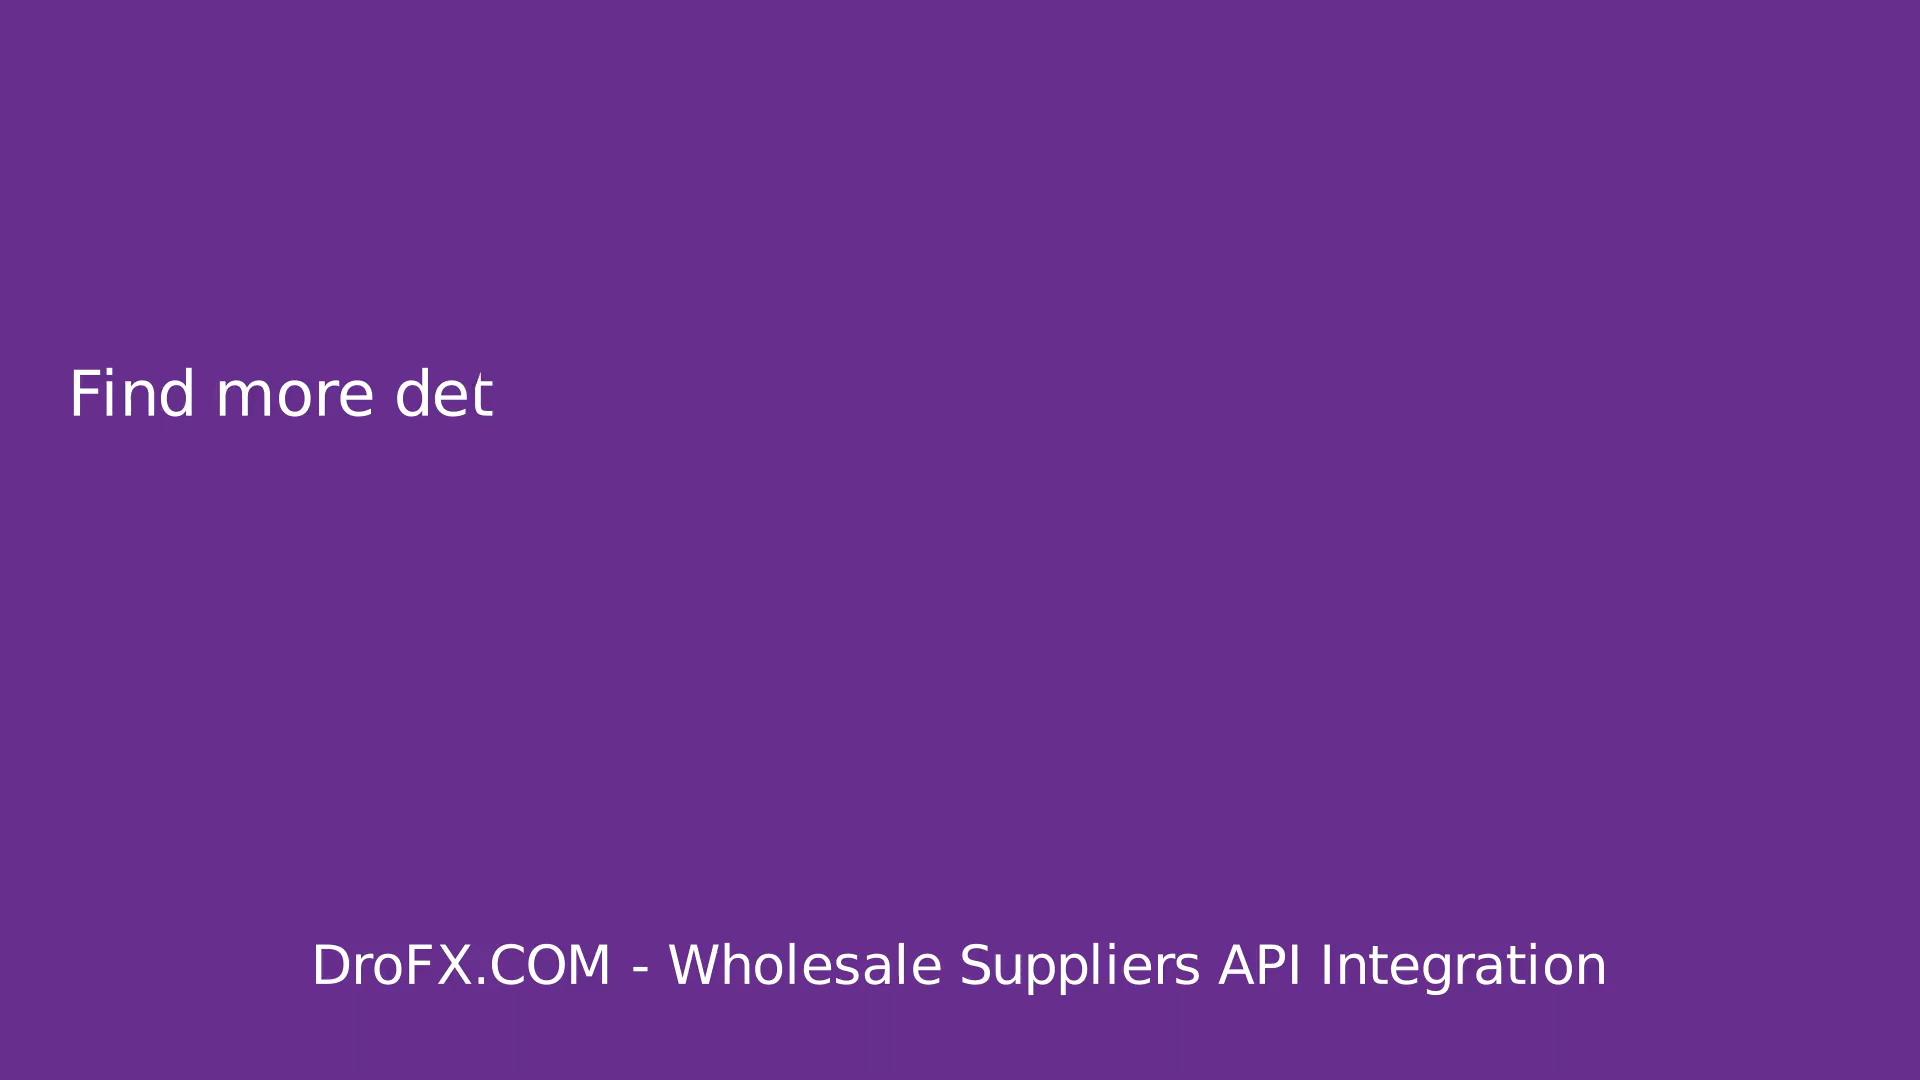 Find more det
DroFX.COM - Wholesale Suppliers API Integration